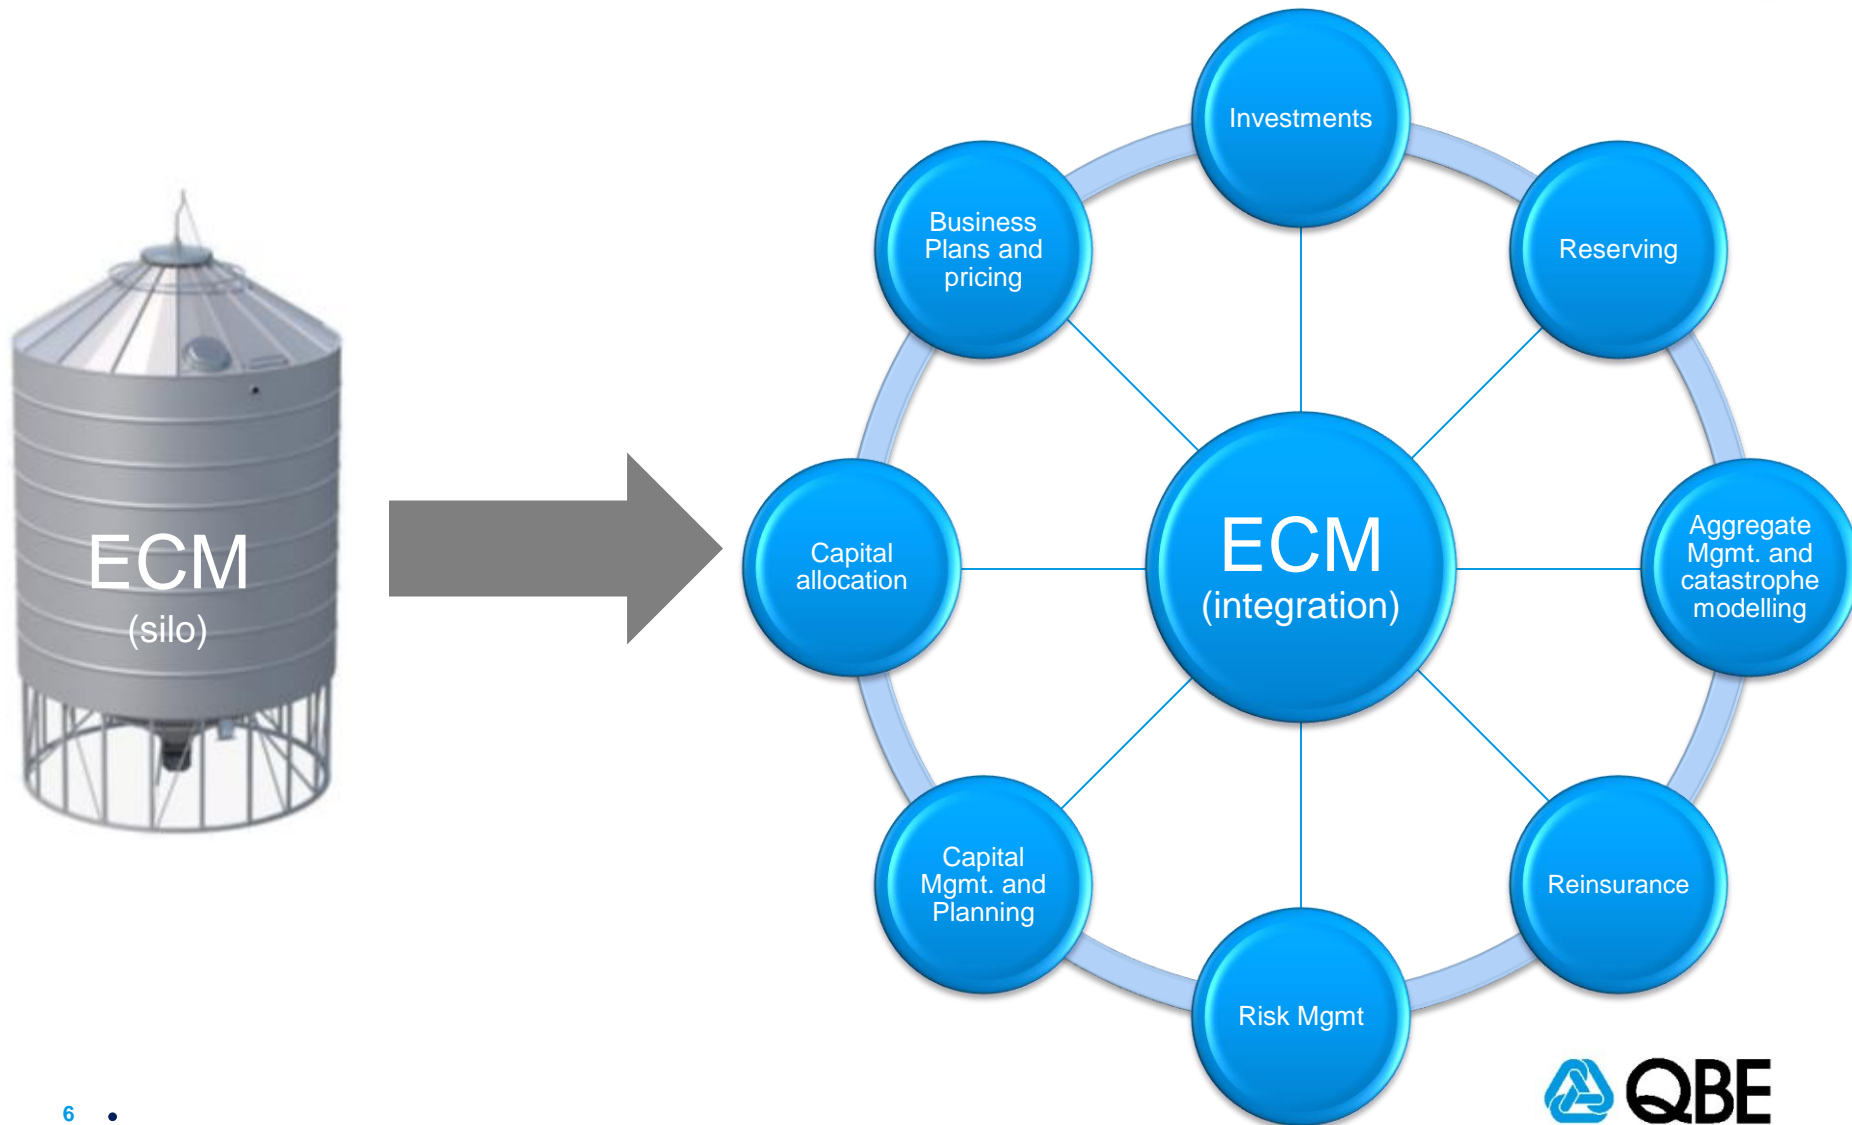 ECM
(silo)
Investments
Business
Plans and
pricing
Reserving
Capital
allocation
ECM
(integration)
Aggregate
Mgmt. and
catastrophe
modelling
Capital
Mgmt. and
Planning
Reinsurance
Risk Mgmt
6 •
QBE